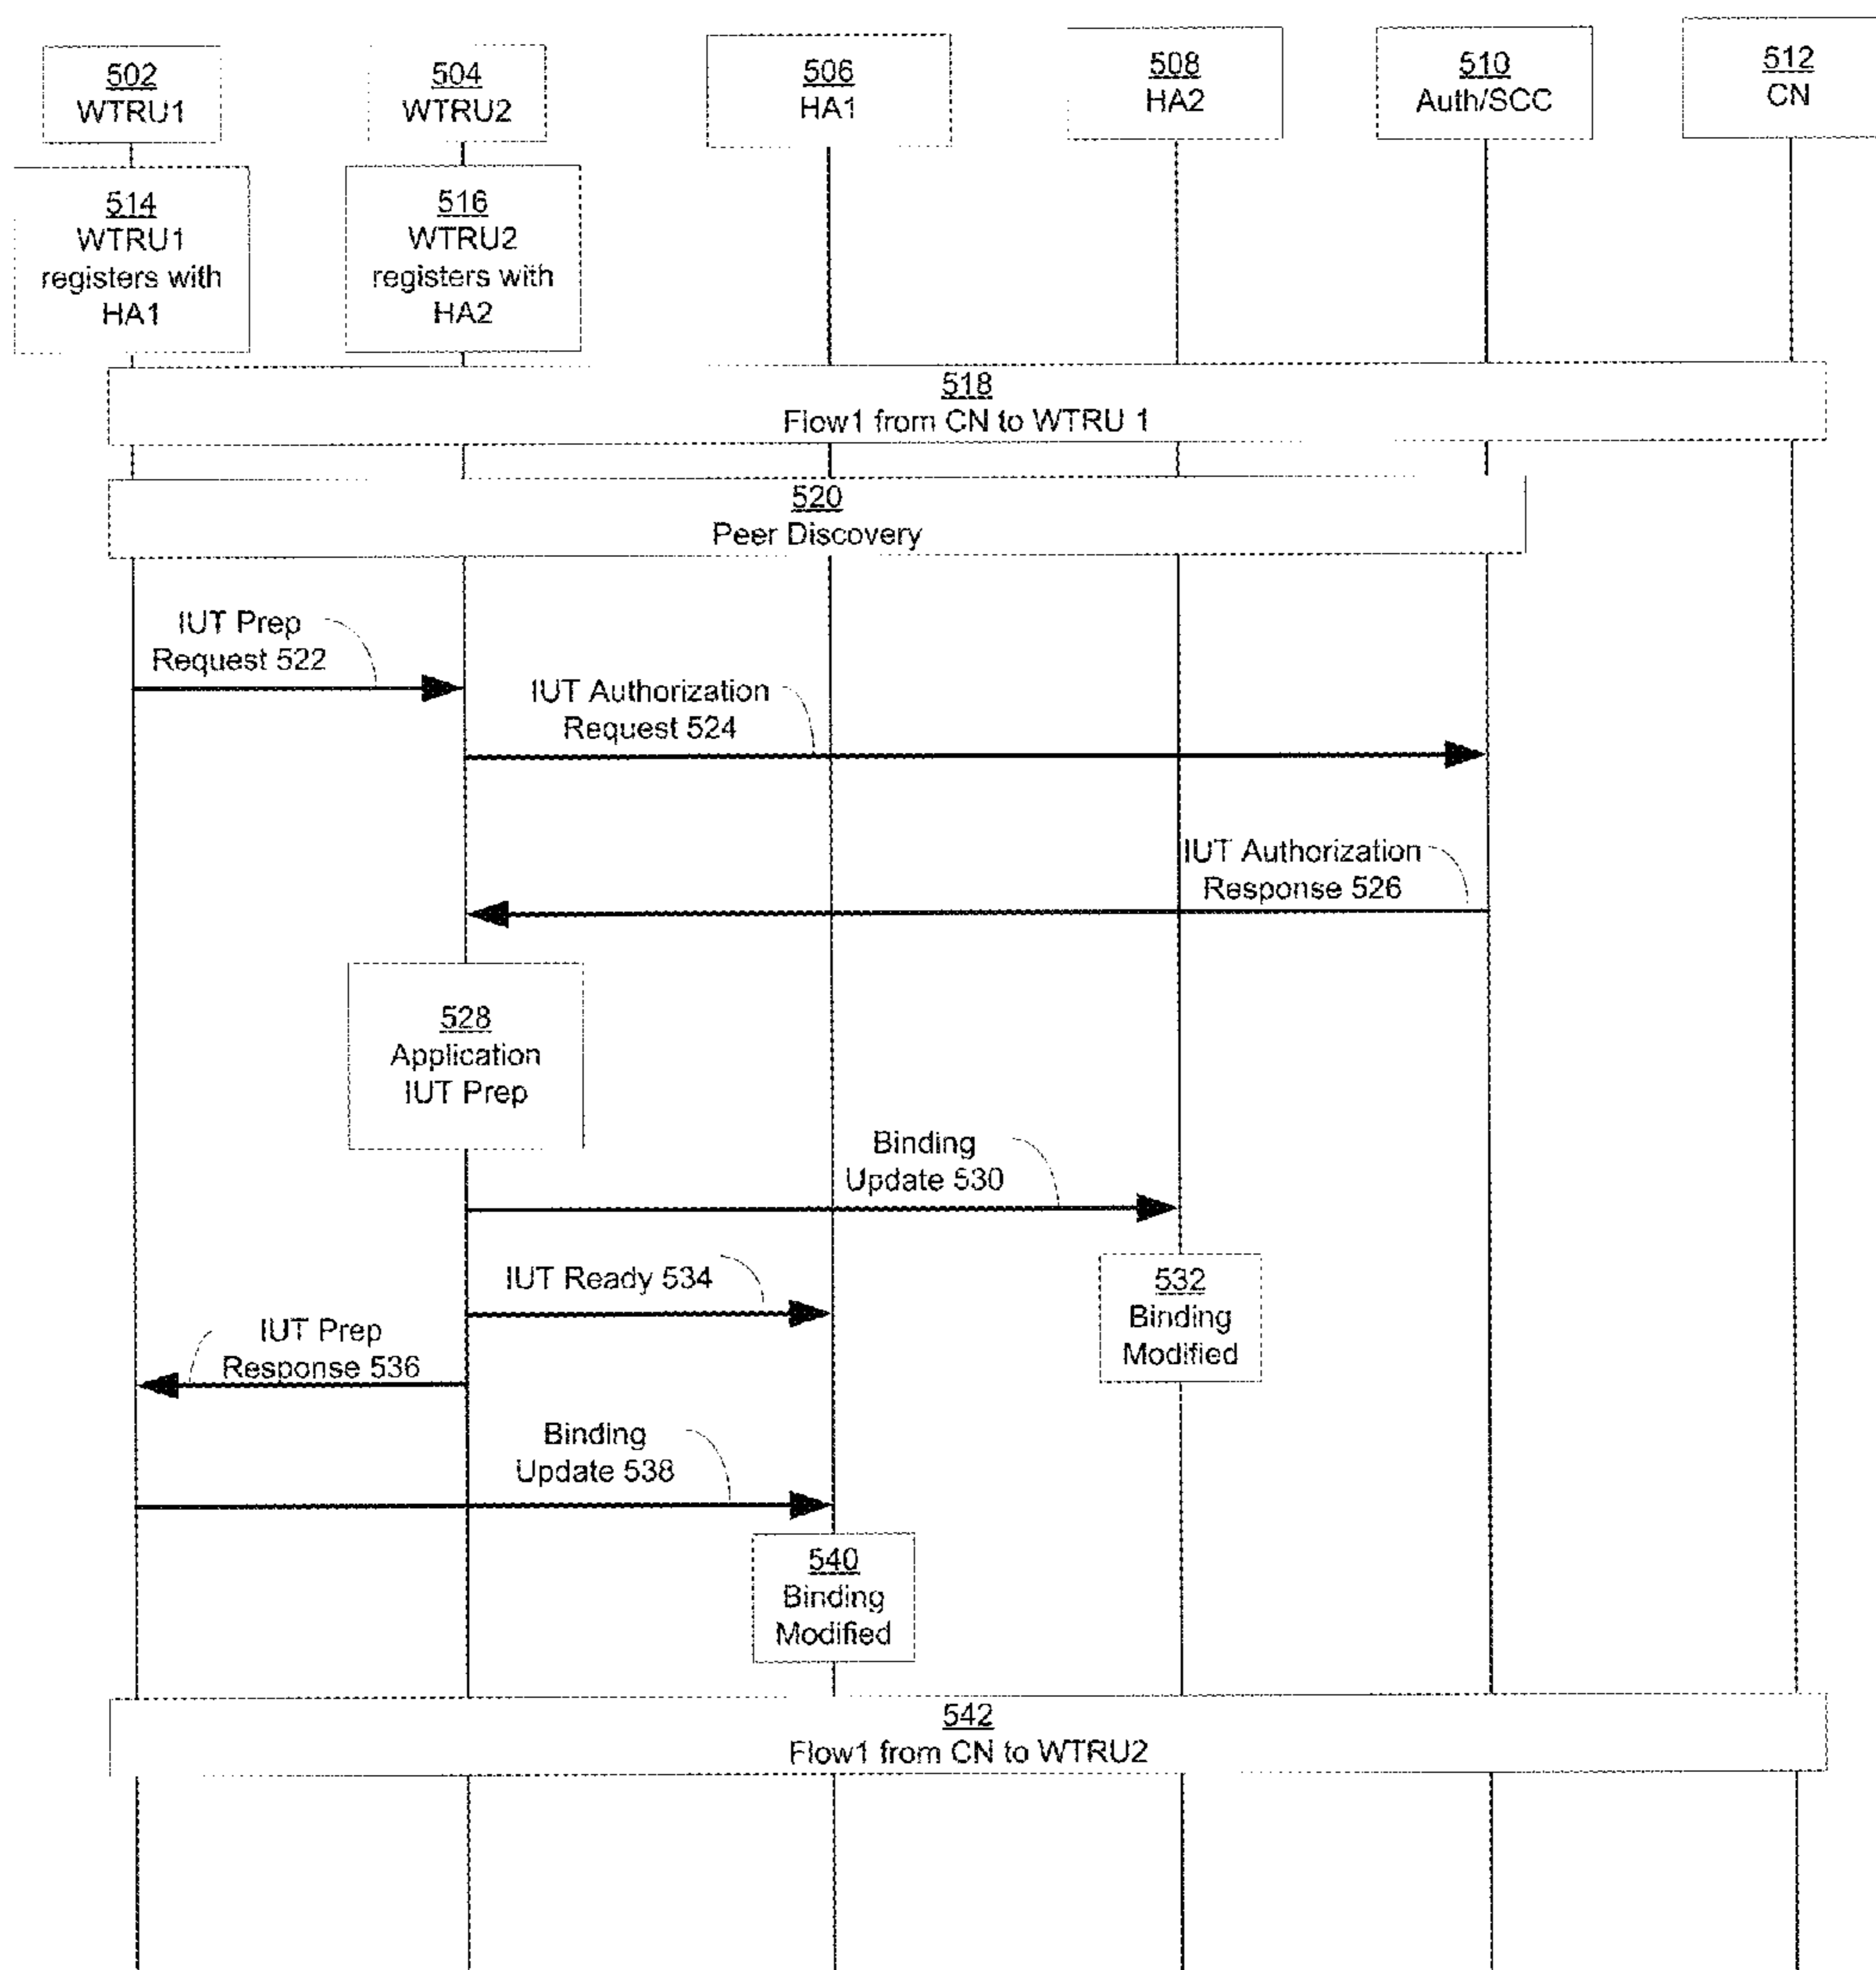 502
WTRU1
504
WTRU2
506
HA1
508
HA2
510
Auth/SCC
512
CN
514
WTRU1
registers with
HA1
516
WTRU2
registers with
HA2
518
Flow1 from CN to WTRU 1
520
Peer Discovery
IUT Prep
Request 522
IUT Authorization
Request 524
IUT Authorization
Response 526
528
Application
IUT Prep
Binding
Update 530
IUT Ready 534
532
Binding
Modified
IUT Prep
Response 536
Binding
Update 538
540
Binding
Modified
542
Flow1 from CN to WTRU2